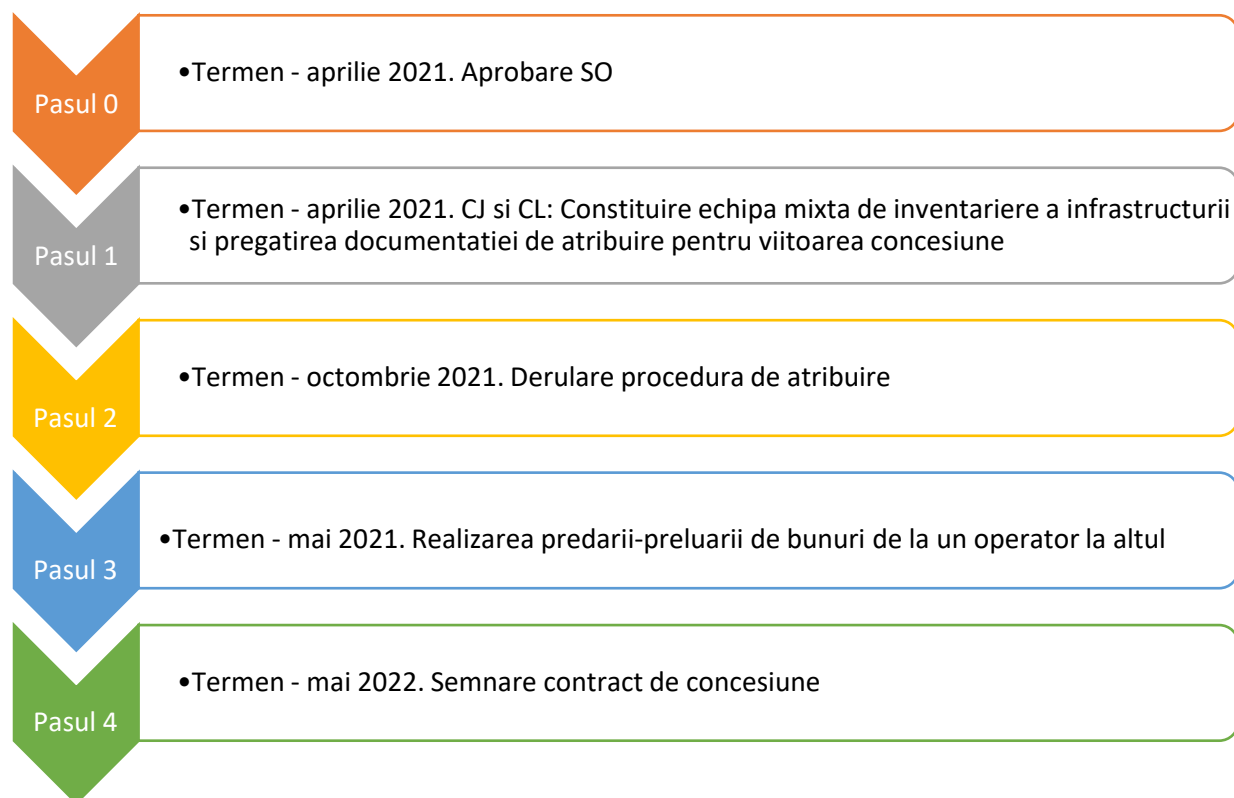 Pasul 0
•Termen - aprilie 2021. Aprobare SO
Pasul 1
•Termen - aprilie 2021. CJ si CL: Constituire echipa mixta de inventariere a infrastructurii
si pregatirea documentatiei de atribuire pentru viitoarea concesiune
Pasul 2
•Termen - octombrie 2021. Derulare procedura de atribuire
Pasul 3
•Termen - mai 2021. Realizarea predarii-preluarii de bunuri de la un operator la altul
Pasul 4
•Termen - mai 2022. Semnare contract de concesiune